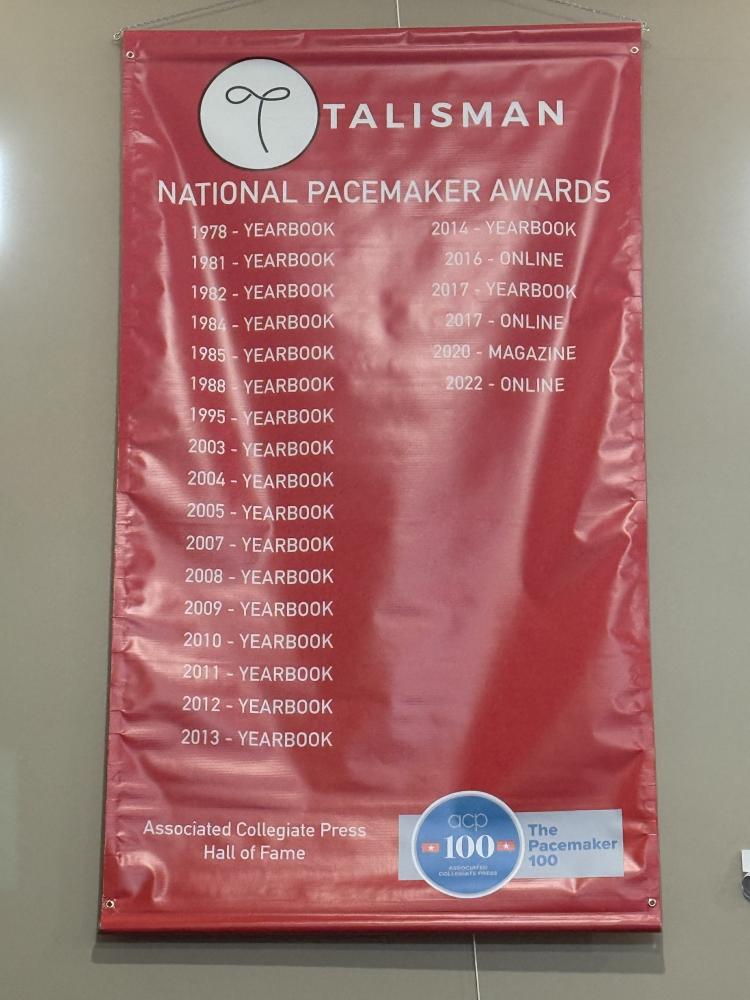 TALISMAN
NATIONAL PACEMAKER AWARDS
1978 - YEARBOOK
1981 - YEARBOOK
1982 - YEARBOOK
1984 - YEARBOOK
1985 - YEARBOOK
1988 - YEARBOOK
1995 - YEARBOOK
2003 - YEARBOOK
2004 - YEARBOOK
2005 - YEARBOOK
2007 - YEARBOOK
2008 - YEARBOOK
2009 - YEARBOOK
2010 - YEARBOOK
2011 - YEARBOOK
2012 - YEARBOOK
2013 - YEARBOOK
2014 - YEARBOOK
2016 - ONLINE
2017 - YEARBOOK
2017 - ONLINE
2020 - MAGAZINE
2022 - ONLINE
Associated Collegiate Press
Hall of Fame
acp
100
ASSOCIATED
COLLEGIATE PRESS
The
Pacemaker
100